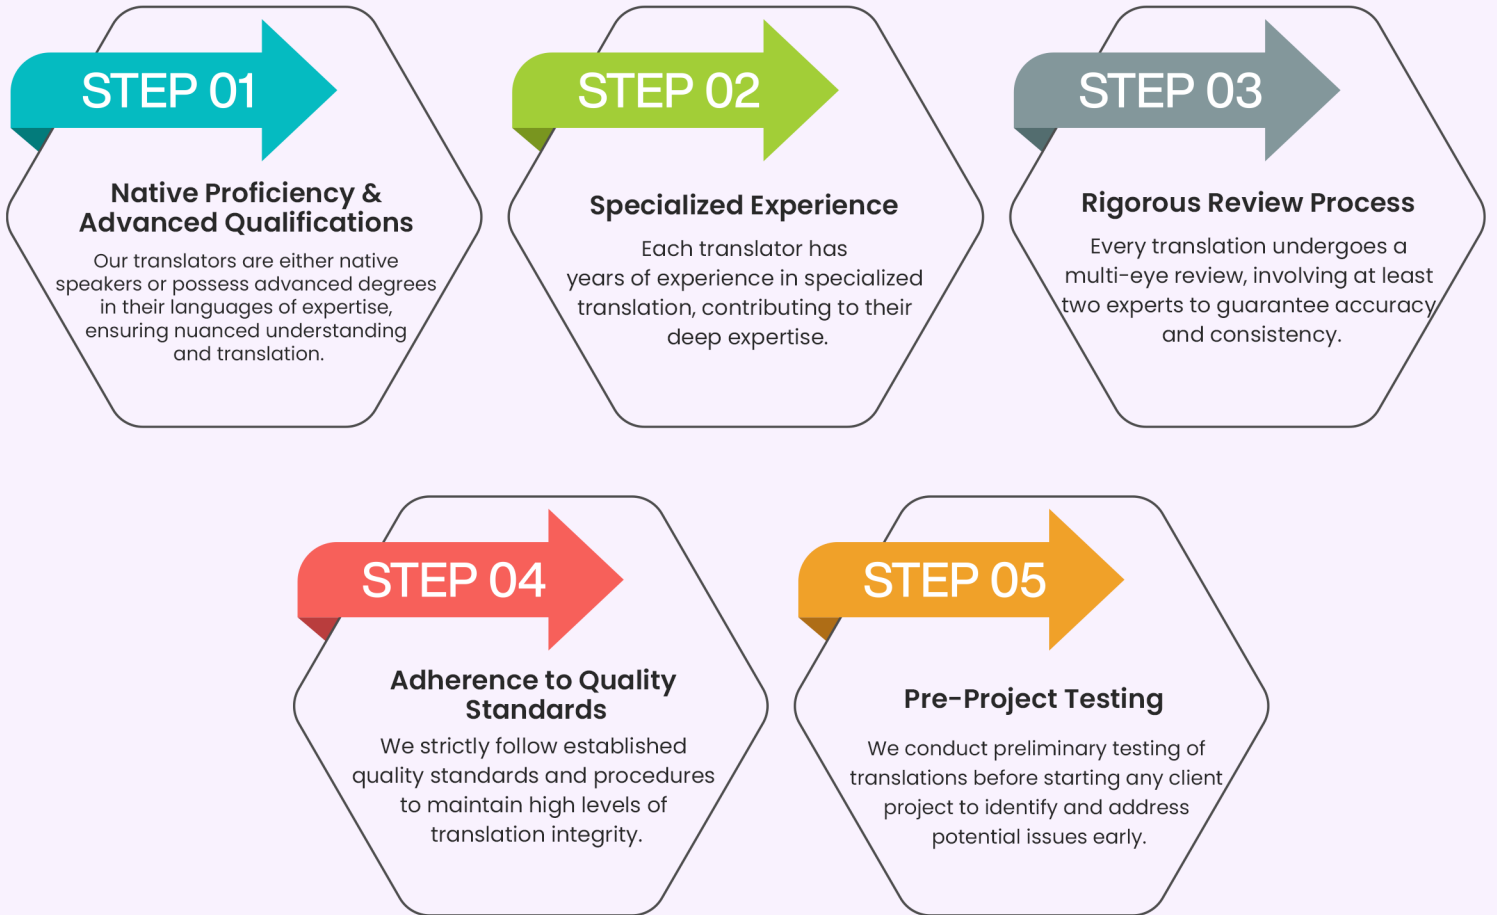 STEP 01
Native Proficiency &
Advanced Qualifications
Our translators are either native
speakers or possess advanced degrees
in their languages of expertise,
ensuring nuanced understanding
and translation.
STEP 02
Specialized Experience
Each translator has
years of experience in specialized
translation, contributing to their
deep expertise.
STEP 03
Rigorous Review Process
Every translation undergoes a
multi-eye review, involving at least
two experts to guarantee accuracy
and consistency.
STEP 04
Adherence to Quality
Standards
We strictly follow established
quality standards and procedures
to maintain high levels of
translation integrity.
STEP 05
Pre-Project Testing
We conduct preliminary testing of
translations before starting any client
project to identify and address
potential issues early.